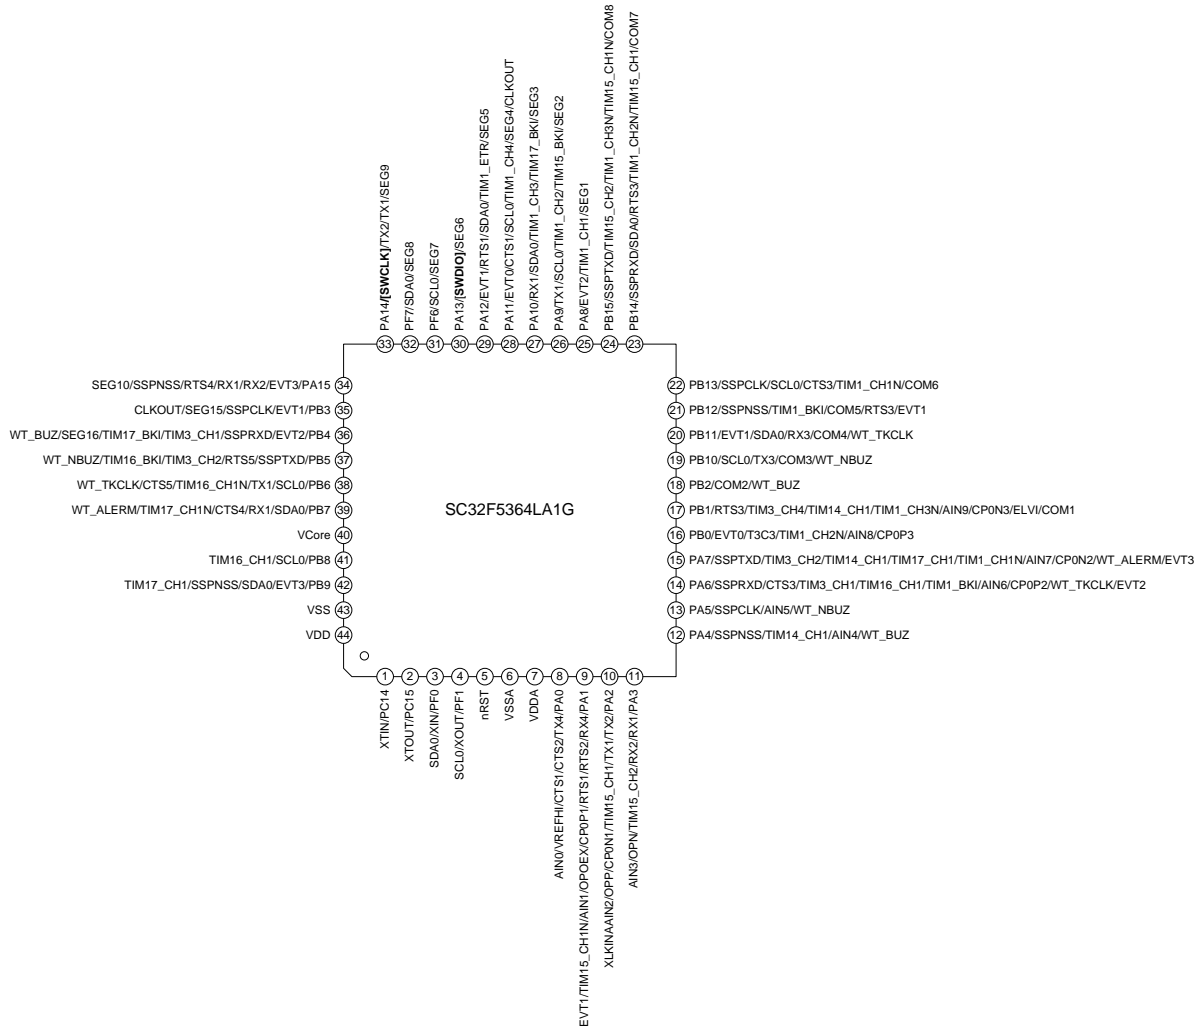 PA14/[SWCLK]/TX2/TX1/SEG9
PF7/SDA0/SEG8
PF6/SCL0/SEG7
PA13/[SWDIO]/SEG6
PA12/EVT1/RTS1/SDA0/TIM1_ETR/SEG5
PA11/EVT0/CTS1/SCL0/TIM1_CH4/SEG4/CLKOUT
PA10/RX1/SDA0/TIM1_CH3/TIM17_BKI/SEG3
PA9/TX1/SCL0/TIM1_CH2/TIM15_BKI/SEG2
PA8/EVT2/TIM1_CH1/SEG1
PB15/SSPTXD/TIM15_CH2/TIM1_CH3N/TIM15_CH1N/COM8
PB14/SSPRXD/SDA0/RTS3/TIM1_CH2N/TIM15_CH1/COM7
33 32 31 30 29 28 27 26 25 24 23
SEG10/SSPNSS/RTS4/RX1/RX2/EVT3/PA15 34
CLKOUT/SEG15/SSPCLK/EVT1/PB3 35
WT_BUZ/SEG16/TIM17_BKI/TIM3_CH1/SSPRXD/EVT2/PB4 36
WT_NBUZ/TIM16_BKI/TIM3_CH2/RTS5/SSPTXD/PB5 37
WT_TKCLK/CTS5/TIM16_CH1N/TX1/SCL0/PB6 38
WT_ALERM/TIM17_CH1N/CTS4/RX1/SDA0/PB7 39
VCore 40
TIM16_CH1/SCL0/PB8 41
TIM17_CH1/SSPNSS/SDA0/EVT3/PB9 42
VSS 43
VDD 44
SC32F5364LA1G
22 PB13/SSPCLK/SCL0/CTS3/TIM1_CH1N/COM6
21 PB12/SSPNSS/TIM1_BKI/COM5/RTS3/EVT1
20 PB11/EVT1/SDA0/RX3/COM4/WT_TKCLK
19 PB10/SCL0/TX3/COM3/WT_NBUZ
18 PB2/COM2/WT_BUZ
17 PB1/RTS3/TIM3_CH4/TIM14_CH1/TIM1_CH3N/AIN9/CP0N3/ELVI/COM1
16 PB0/EVT0/T3C3/TIM1_CH2N/AIN8/CP0P3
15 PA7/SSPTXD/TIM3_CH2/TIM14_CH1/TIM17_CH1/TIM1_CH1N/AIN7/CP0N2/WT_ALERM/EVT3
14 PA6/SSPRXD/CTS3/TIM3_CH1/TIM16_CH1/TIM1_BKI/AIN6/CP0P2/WT_TKCLK/EVT2
13 PA5/SSPCLK/AIN5/WT_NBUZ
12 PA4/SSPNSS/TIM14_CH1/AIN4/WT_BUZ
1 2 3 4 5 6 7 8 9 10 11
XTIN/PC14
XTOUT/PC15
SDA0/XIN/PF0
SCL0/XOUT/PF1
nRST
VSSA
VDDA
AIN0/VREFHI/CTS1/CTS2/TX4/PA0
EVT1/TIM15_CH1N/AIN1/OPOEX/CP0P1/RTS1/RTS2/RX4/PA1
XLKINAAIN2/OPP/CP0N1/TIM15_CH1/TX1/TX2/PA2
AIN3/OPN/TIM15_CH2/RX2/RX1/PA3